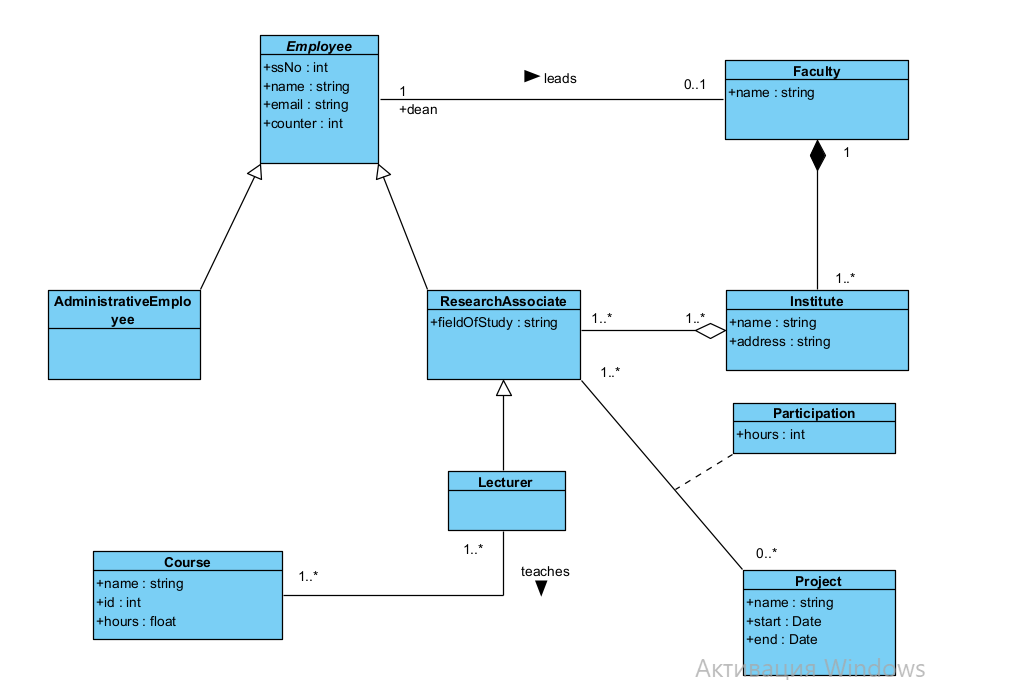 Employee
+ssNo : int
+name : string
+email : string
+counter : int
1
+dean
leads
0..1
Faculty
+name : string
1
1..*
AdministrativeEmplo
yee
ResearchAssociate
+fieldOfStudy : string
1..*
1..*
Institute
+name : string
+address : string
1..*
Participation
+hours : int
Lecturer
1..*
teaches
Course
+name : string
+id : int
+hours : float
1..*
0..*
Project
+name : string
+start : Date
+end : Date
Активация Windows